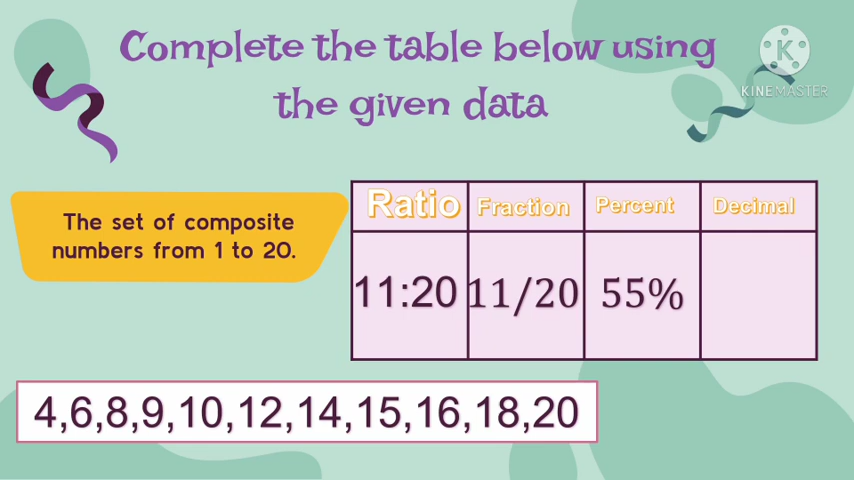 Complete the table below using
the given data
KINEMASTER
The set of composite
numbers from 1 to 20.
Ratio Fraction Percent Decimal
11:20 11/20 55%
4,6,8,9,10,12,14,15,16,18,20